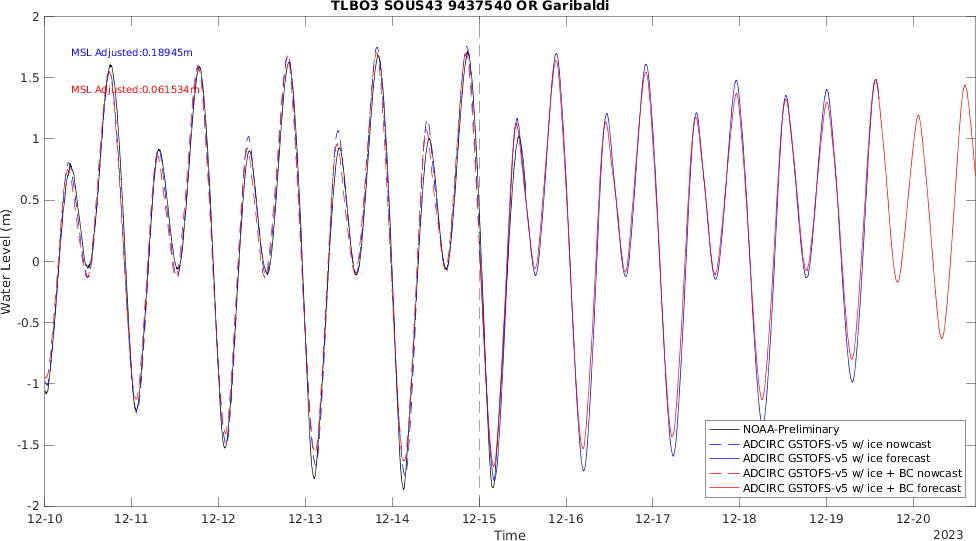 TLBO3 SOUS43 9437540 OR Garibaldi
MSL Adjusted:0.18945m
MSL Adjusted:0.061534m
Water Level (m)
2
1.5
1
0.5
0
-0.5
-1
-1.5
-2
NOAA-Preliminary
ADCIRC GSTOFS-v5 w/ ice nowcast
ADCIRC GSTOFS-v5 w/ ice forecast
ADCIRC GSTOFS-v5 w/ ice + BC nowcast
ADCIRC GSTOFS-v5 w/ ice + BC forecast
12-10 12-11 12-12 12-13 12-14 12-15 12-16 12-17 12-18 12-19 12-20
Time
2023